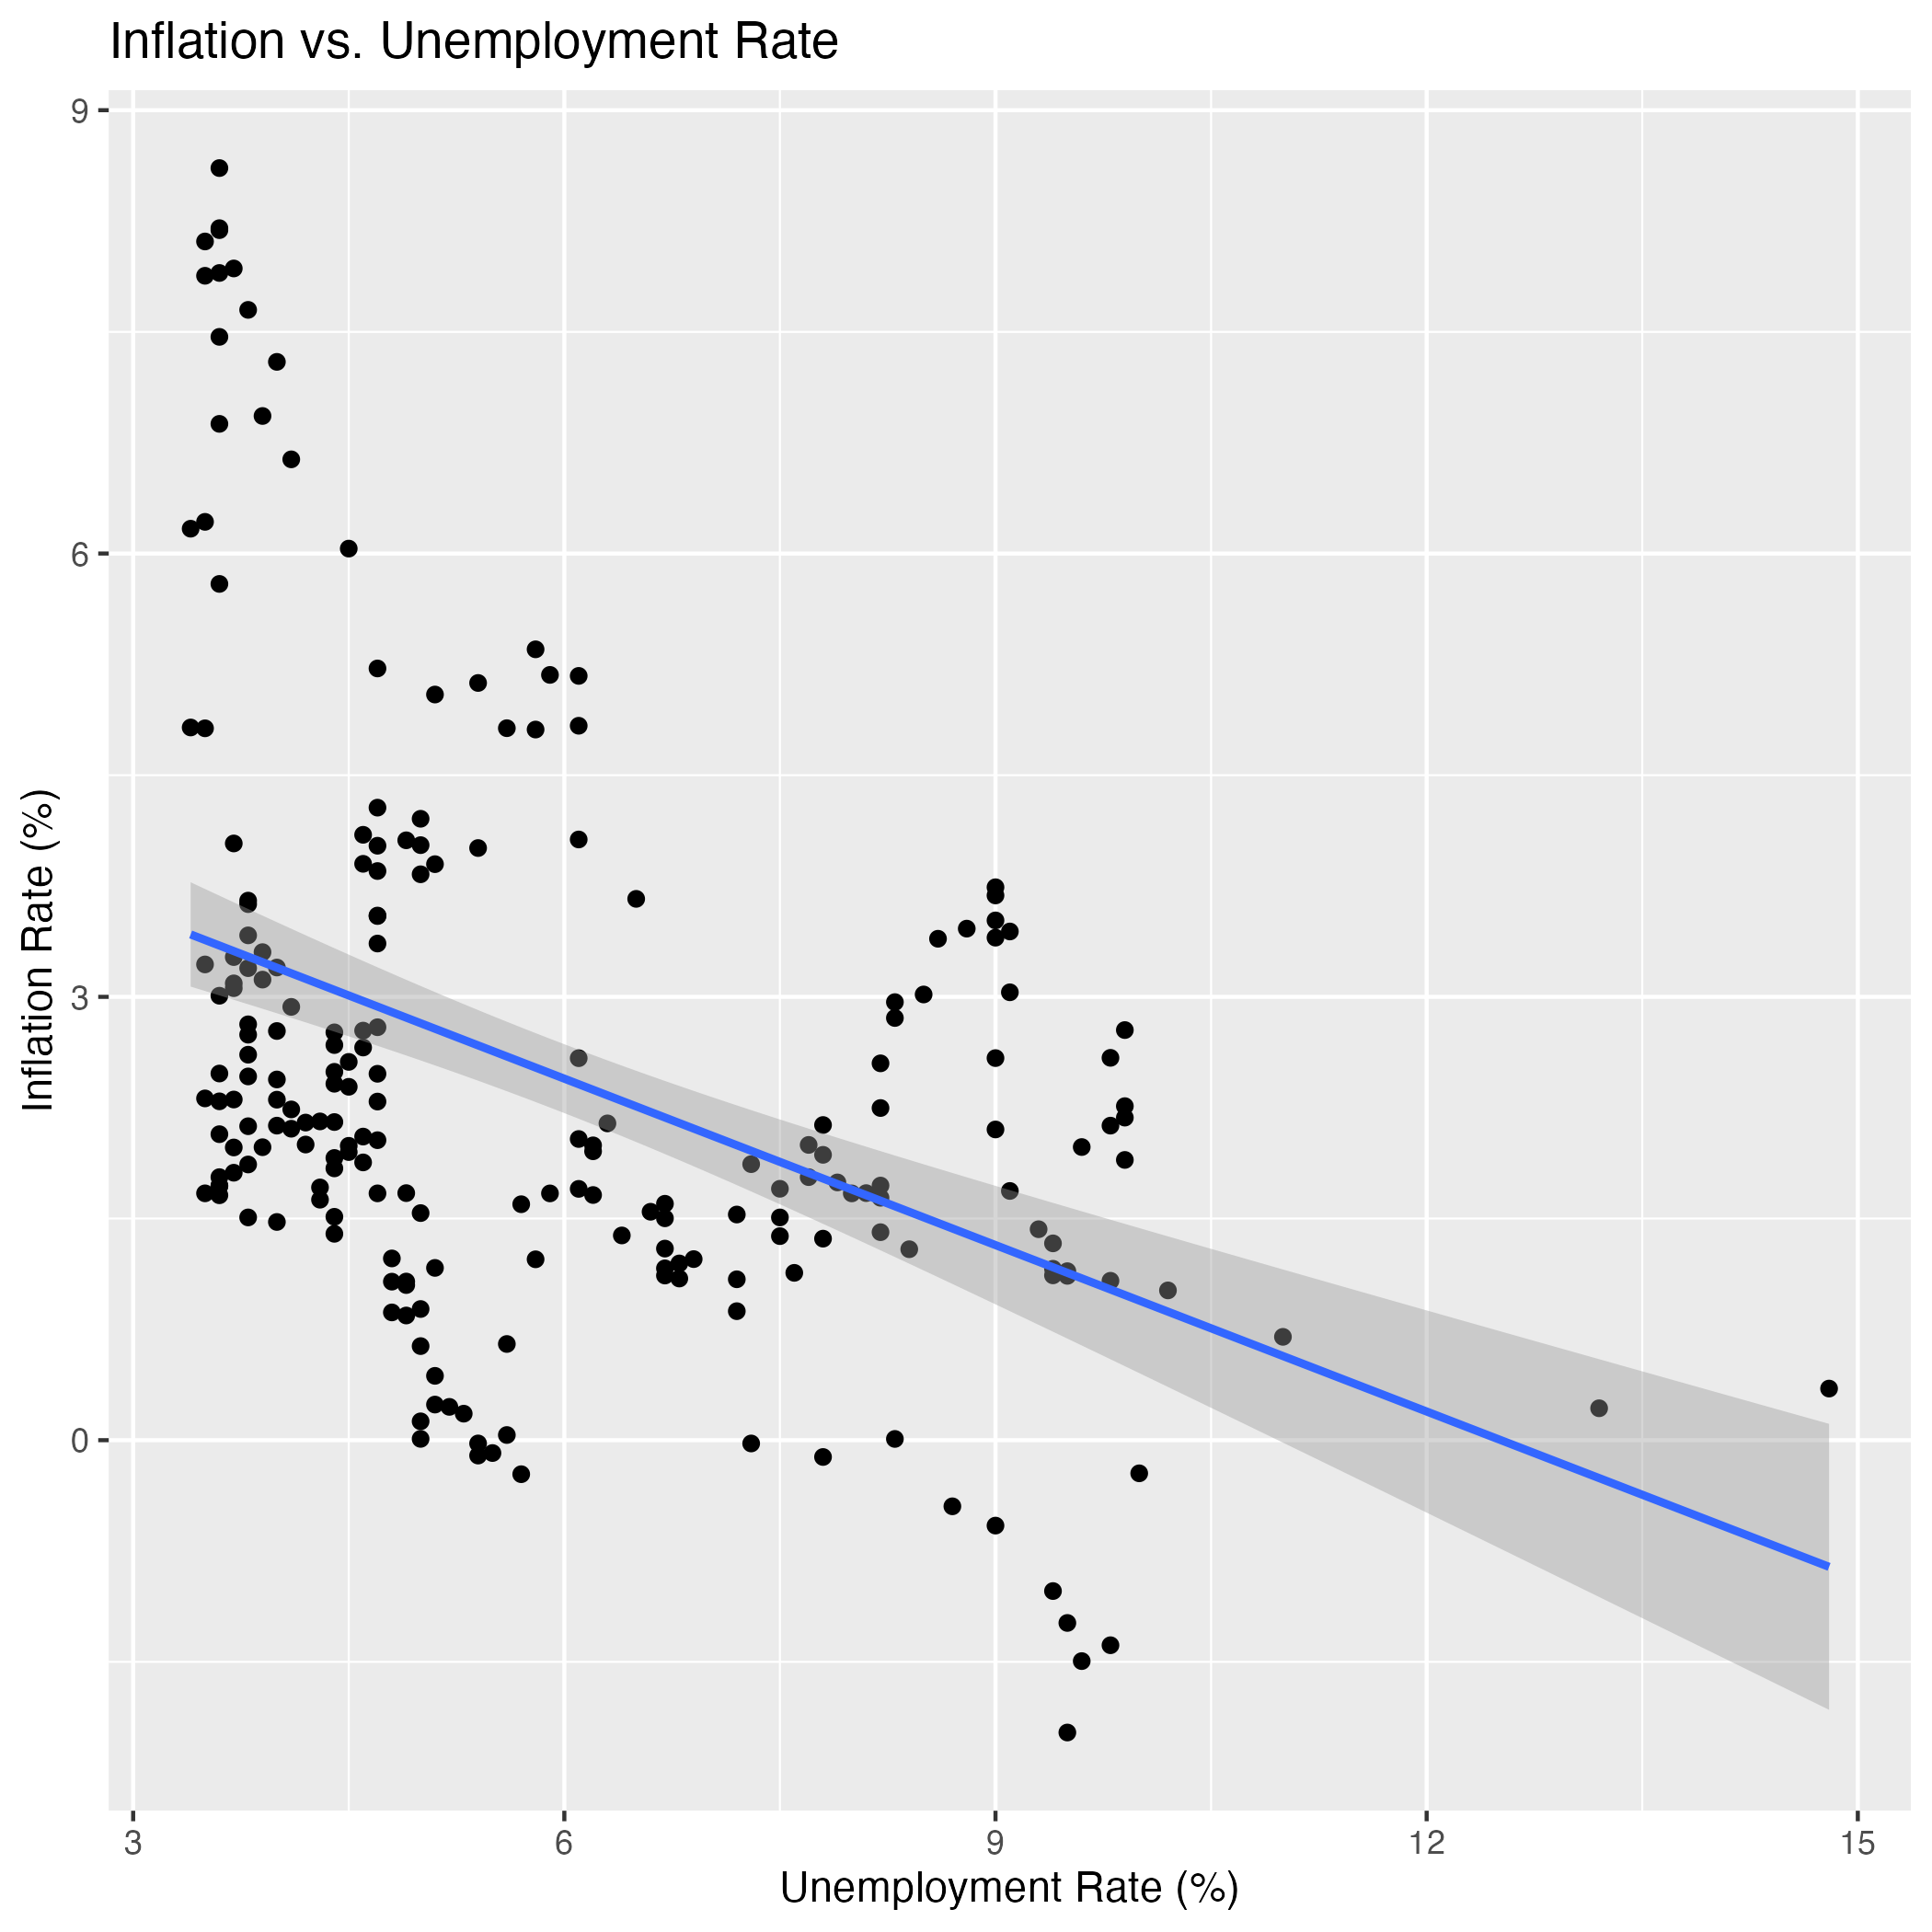 Inflation vs. Unemployment Rate
9
6
3
0
Inflation Rate (%)
3 6 9 12 15
Unemployment Rate (%)